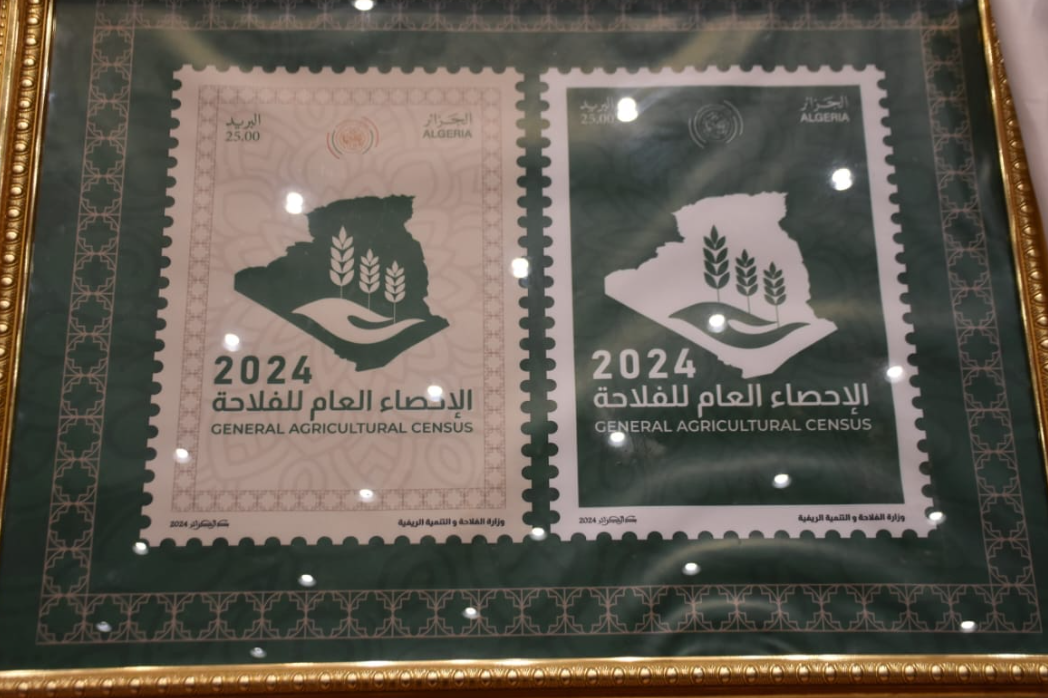 البريد
25.00
الجزائر
ALGERIA
2024
الإحصاء العام للفلاحة
GENERAL AGRICULTURAL CENSUS
2024
وزارة الفلاحة و التنمية الريفية
البريد
25.00
الجزائر
ALGERIA
2024
الإحصاء العام للفلاحة
GENERAL AGRICULTURAL CENSUS
2024
وزارة الفلاحة و التنمية الريفية